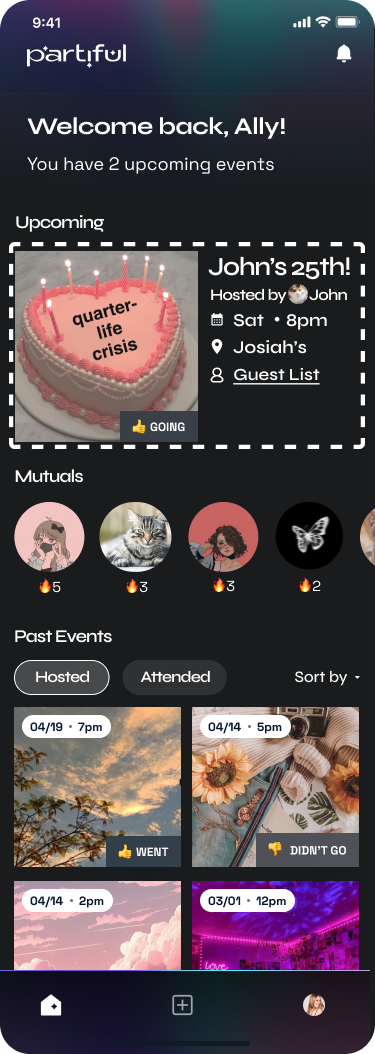 9:41
partiful
Welcome back, Ally!
You have 2 upcoming events
Upcoming
quarter-
life
crisis
👍 GOING
John's 25th!
Hosted by John
Sat • 8pm
Josiah's
Guest List
Mutuals
🔥5
🔥3
🔥3
🔥2
Past Events
Hosted
Attended
Sort by
04/19 • 7pm
👍 WENT
04/14 • 5pm
👎 DIDN'T GO
04/14 • 2pm
03/01 • 12pm
love